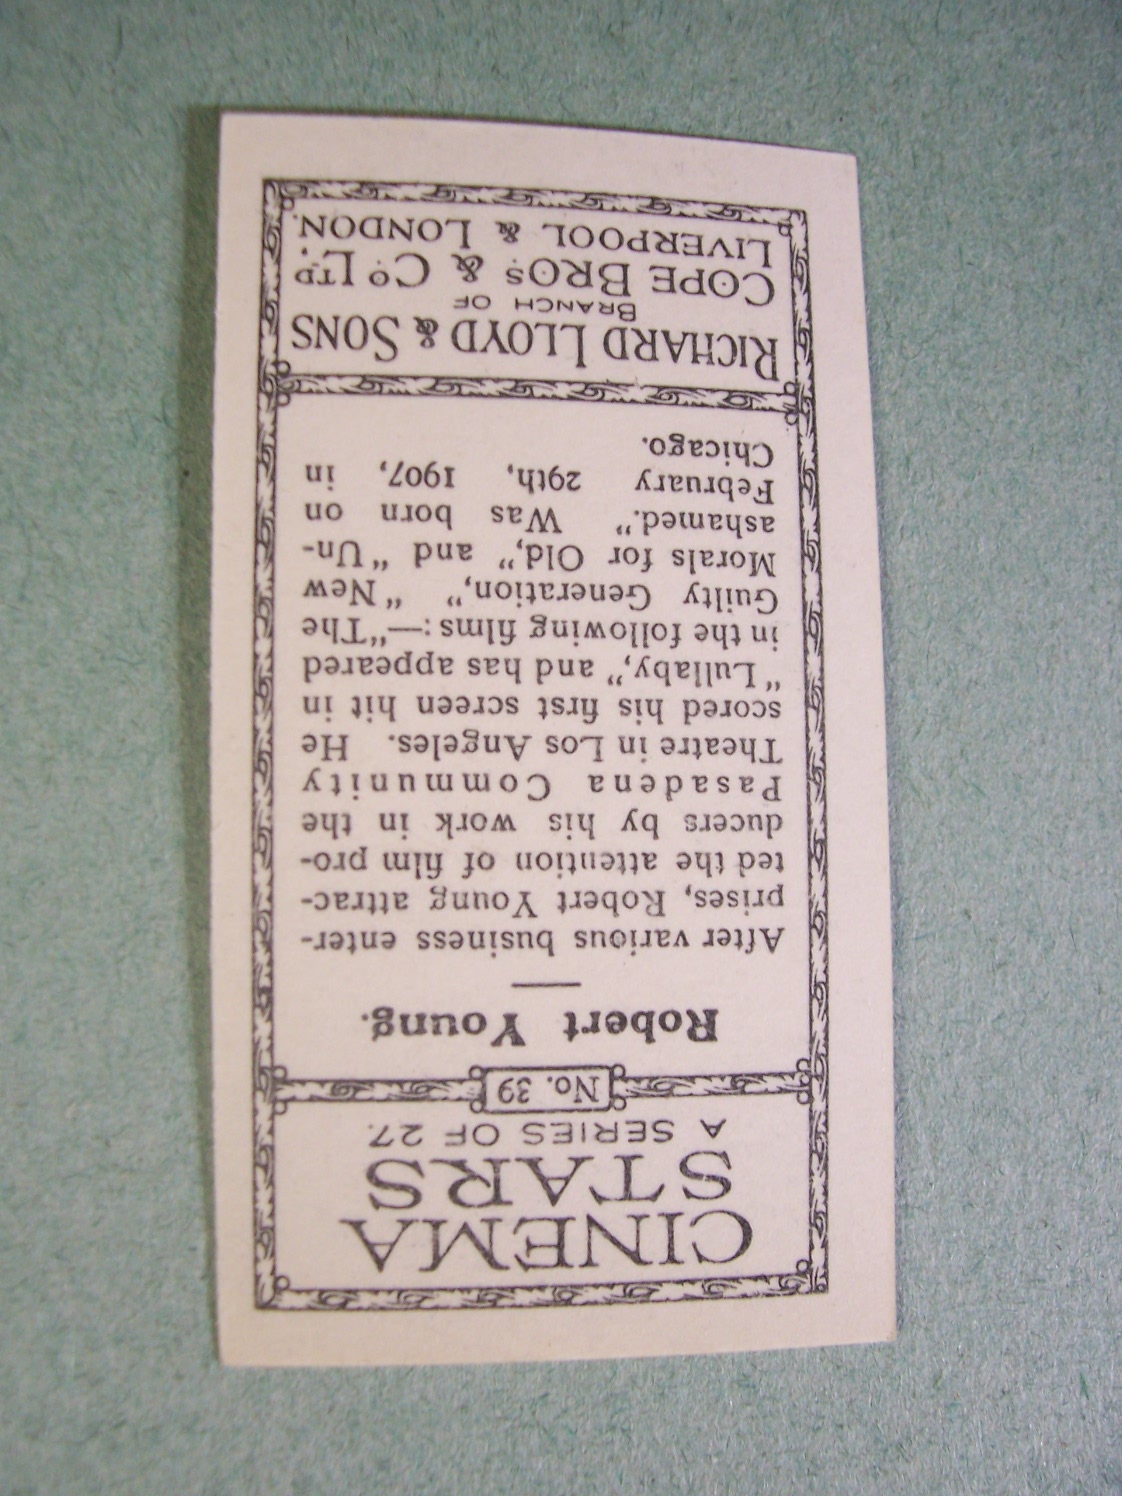 CINEMA
STARS
A SERIES OF 27.
No. 39
Robert Young.
After various business enter-
prises, Robert Young attrac-
ted the attention of film pro-
ducers by his work in the
Pasadena Community
Theatre in Los Angeles. He
scored his first screen hit in
"Lullaby," and has appeared
in the following films:—"The
Guilty Generation," "New
Morals for Old," and "Un-
ashamed." Was born on
February 29th, 1907, in
Chicago.
RICHARD LLOYD & SONS
BRANCH OF
COPE BROS & CO LTD.
LIVERPOOL & LONDON.